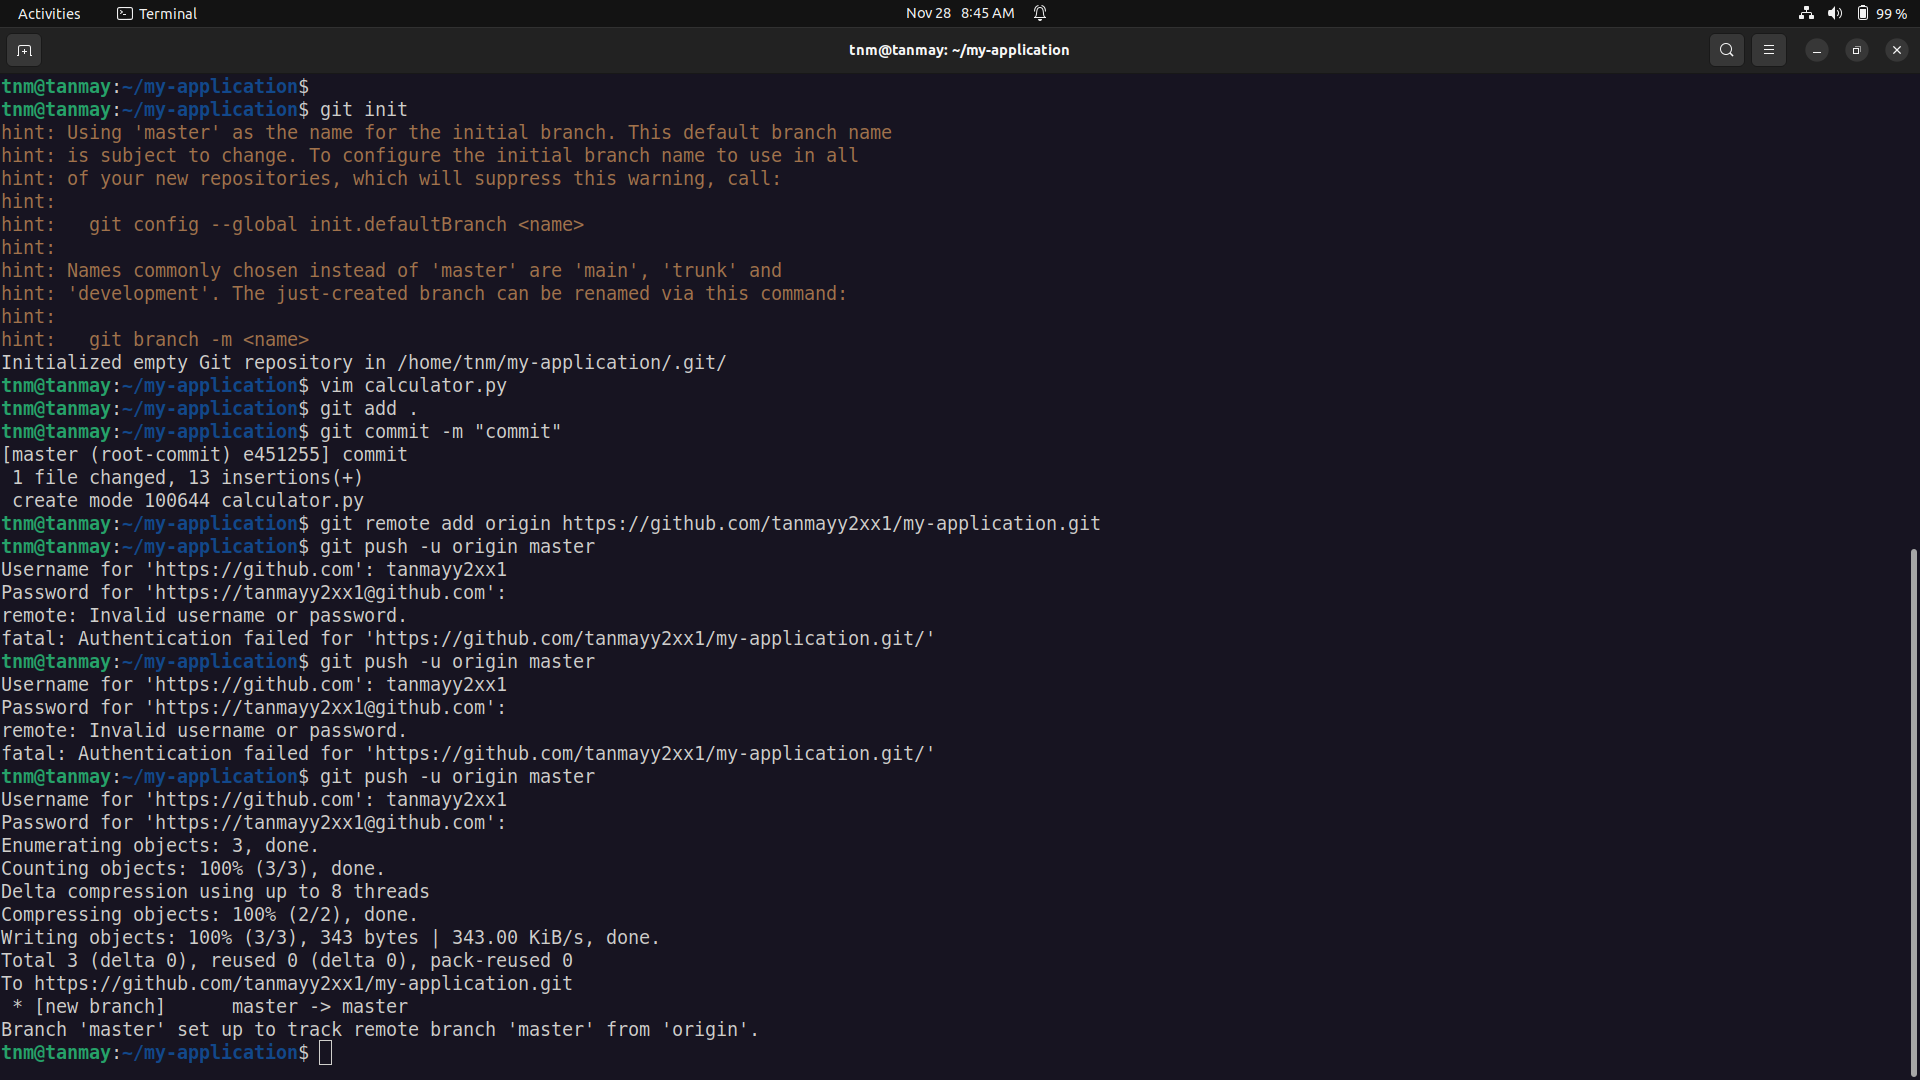 Activities Terminal Nov 28 8:45 AM 99 %
tnm@tanmay: ~/my-application
tnm@tanmay:~/my-application$
tnm@tanmay:~/my-application$ git init
hint: Using 'master' as the name for the initial branch. This default branch name
hint: is subject to change. To configure the initial branch name to use in all
hint: of your new repositories, which will suppress this warning, call:
hint:
hint:   git config --global init.defaultBranch <name>
hint:
hint: Names commonly chosen instead of 'master' are 'main', 'trunk' and
hint: 'development'. The just-created branch can be renamed via this command:
hint:
hint:   git branch -m <name>
Initialized empty Git repository in /home/tnm/my-application/.git/
tnm@tanmay:~/my-application$ vim calculator.py
tnm@tanmay:~/my-application$ git add .
tnm@tanmay:~/my-application$ git commit -m "commit"
[master (root-commit) e451255] commit
 1 file changed, 13 insertions(+)
 create mode 100644 calculator.py
tnm@tanmay:~/my-application$ git remote add origin https://github.com/tanmayy2xx1/my-application.git
tnm@tanmay:~/my-application$ git push -u origin master
Username for 'https://github.com': tanmayy2xx1
Password for 'https://tanmayy2xx1@github.com':
remote: Invalid username or password.
fatal: Authentication failed for 'https://github.com/tanmayy2xx1/my-application.git/'
tnm@tanmay:~/my-application$ git push -u origin master
Username for 'https://github.com': tanmayy2xx1
Password for 'https://tanmayy2xx1@github.com':
remote: Invalid username or password.
fatal: Authentication failed for 'https://github.com/tanmayy2xx1/my-application.git/'
tnm@tanmay:~/my-application$ git push -u origin master
Username for 'https://github.com': tanmayy2xx1
Password for 'https://tanmayy2xx1@github.com':
Enumerating objects: 3, done.
Counting objects: 100% (3/3), done.
Delta compression using up to 8 threads
Compressing objects: 100% (2/2), done.
Writing objects: 100% (3/3), 343 bytes | 343.00 KiB/s, done.
Total 3 (delta 0), reused 0 (delta 0), pack-reused 0
To https://github.com/tanmayy2xx1/my-application.git
 * [new branch]      master -> master
Branch 'master' set up to track remote branch 'master' from 'origin'.
tnm@tanmay:~/my-application$